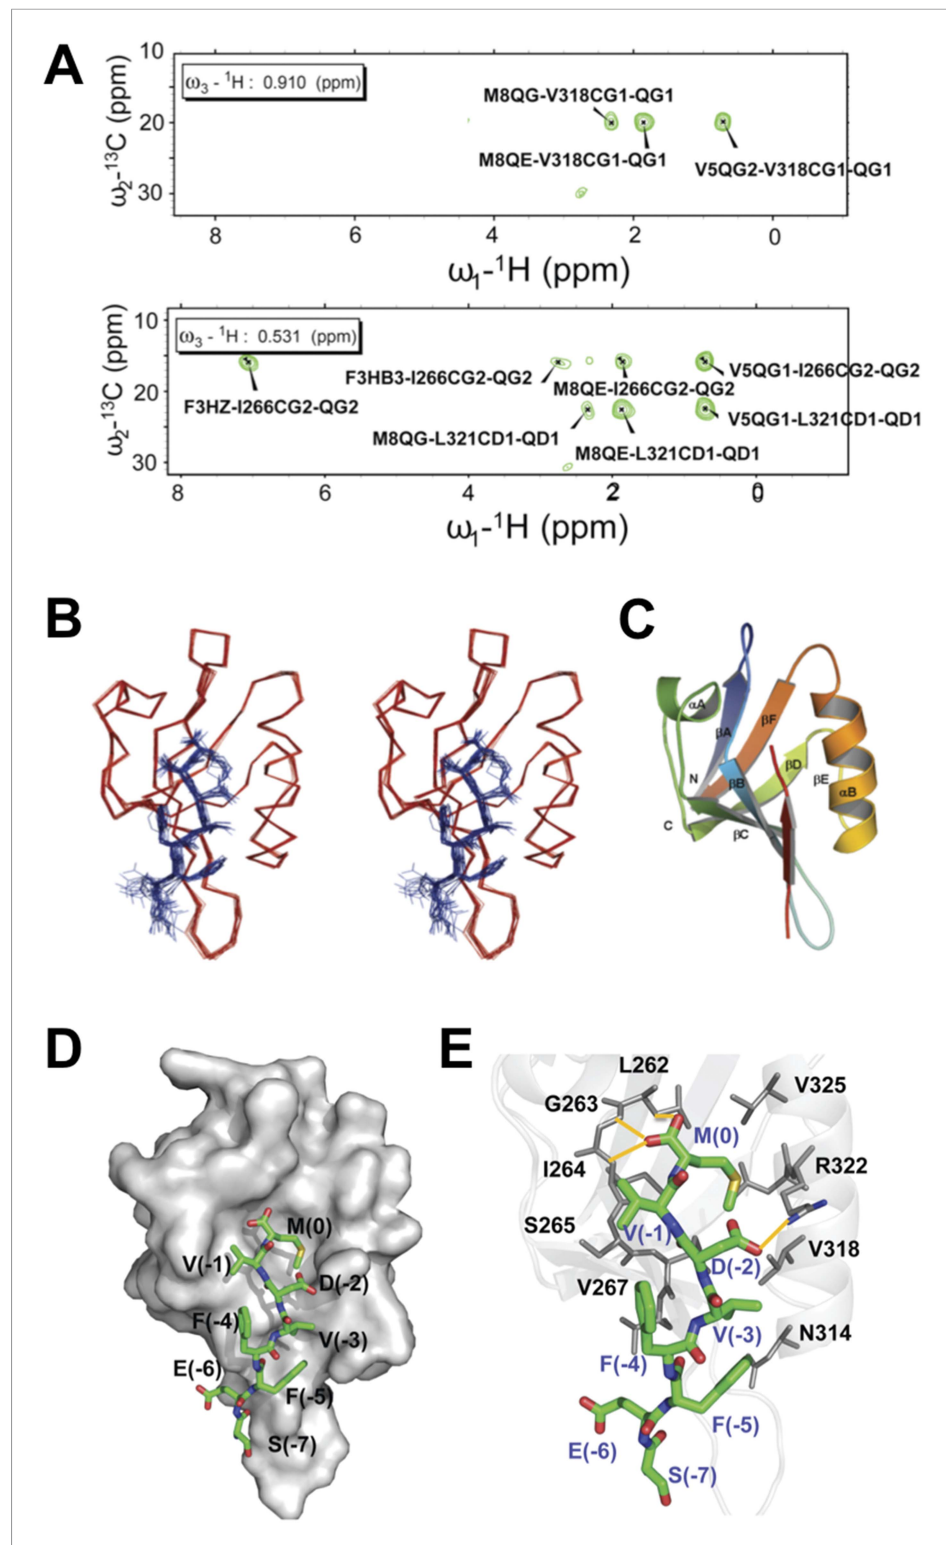 A
10
20
30
ω2-13C (ppm)
ω3 - 1H : 0.910 (ppm)
M8QG-V318CG1-QG1
M8QE-V318CG1-QG1
V5QG2-V318CG1-QG1
8 6 4 2 0
ω1-1H (ppm)
10
20
30
ω2-13C (ppm)
ω3 - 1H : 0.531 (ppm)
F3HZ-I266CG2-QG2
F3HB3-I266CG2-QG2
M8QE-I266CG2-QG2
V5QG1-I266CG2-QG2
M8QG-L321CD1-QD1
M8QE-L321CD1-QD1
V5QG1-L321CD1-QD1
8 6 4 2 0
ω1-1H (ppm)
B
C
αA
βA
βF
N
βB
βD
βE
αB
C
βC
D
M(0)
V(-1)
D(-2)
F(-4)
V(-3)
E(-6)
F(-5)
S(-7)
E
L262
G263
V325
M(0)
I264
R322
S265
V(-1)
D(-2)
V318
V267
V(-3)
N314
F(-4)
F(-5)
E(-6)
S(-7)